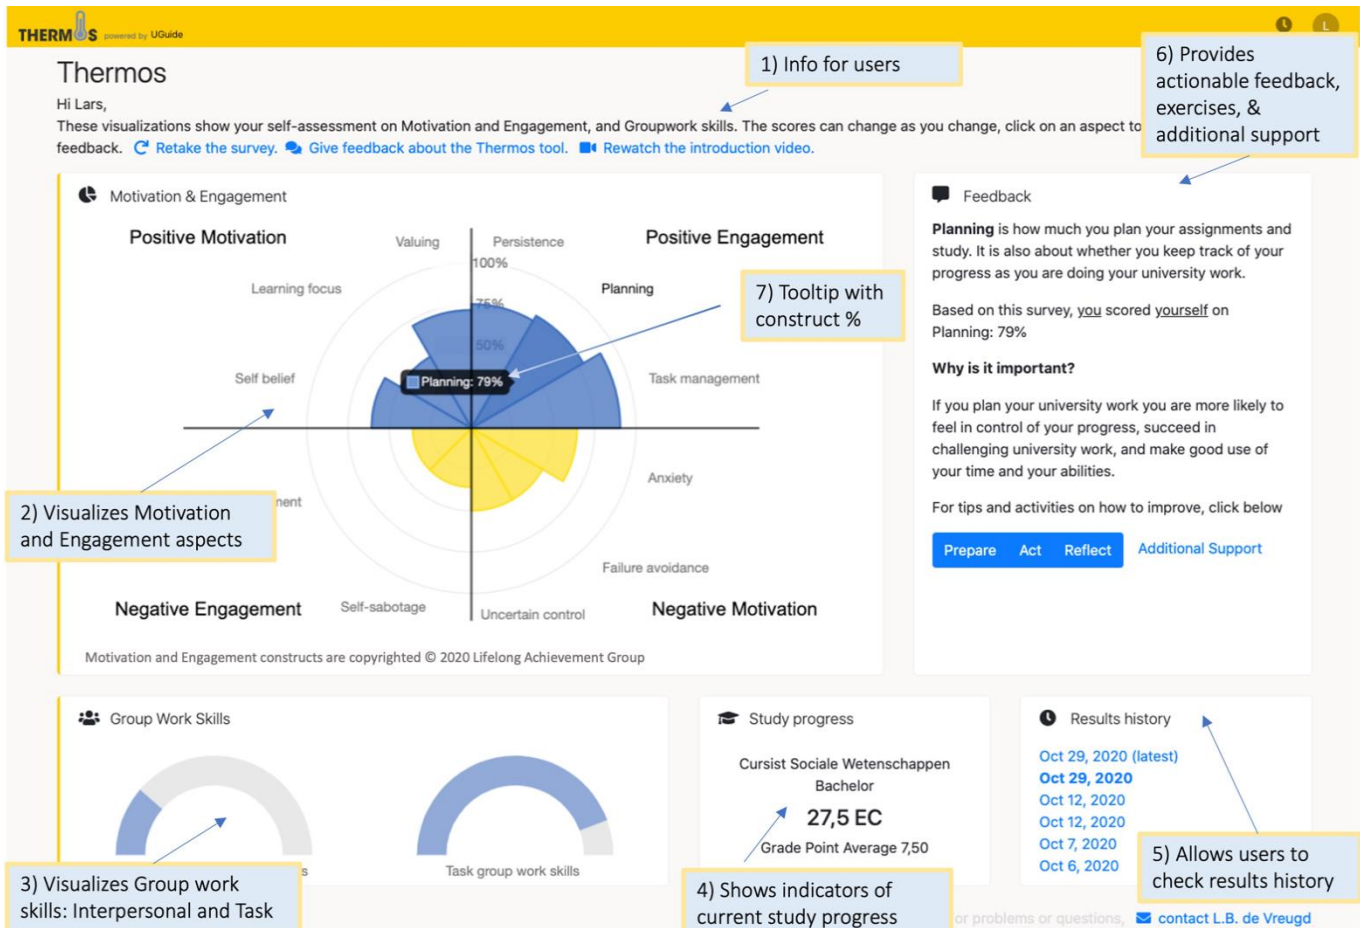 THERMOS powered by UGuide
L
Thermos
1) Info for users
6) Provides
actionable feedback,
exercises, &
additional support
Hi Lars,
These visualizations show your self-assessment on Motivation and Engagement, and Groupwork skills. The scores can change as you change, click on an aspect to
feedback. Retake the survey. Give feedback about the Thermos tool. Rewatch the introduction video.
Motivation & Engagement
Positive Motivation
Valuing
Persistence
Positive Engagement
100%
Learning focus
Planning
75%
7) Tooltip with
construct %
50%
Self belief
Planning: 79%
Task management
Anxiety
2) Visualizes Motivation
and Engagement aspects
Failure avoidance
Negative Engagement
Self-sabotage
Uncertain control
Negative Motivation
Motivation and Engagement constructs are copyrighted © 2020 Lifelong Achievement Group
Feedback
Planning is how much you plan your assignments and
study. It is also about whether you keep track of your
progress as you are doing your university work.
Based on this survey, you scored yourself on
Planning: 79%
Why is it important?
If you plan your university work you are more likely to
feel in control of your progress, succeed in
challenging university work, and make good use of
your time and your abilities.
For tips and activities on how to improve, click below
Prepare Act Reflect Additional Support
Group Work Skills
Task group work skills
3) Visualizes Group work
skills: Interpersonal and Task
Study progress
Cursist Sociale Wetenschappen
Bachelor
27,5 EC
Grade Point Average 7,50
4) Shows indicators of
current study progress
Results history
Oct 29, 2020 (latest)
Oct 29, 2020
Oct 12, 2020
Oct 12, 2020
Oct 7, 2020
Oct 6, 2020
5) Allows users to
check results history
or problems or questions, contact L.B. de Vreugd